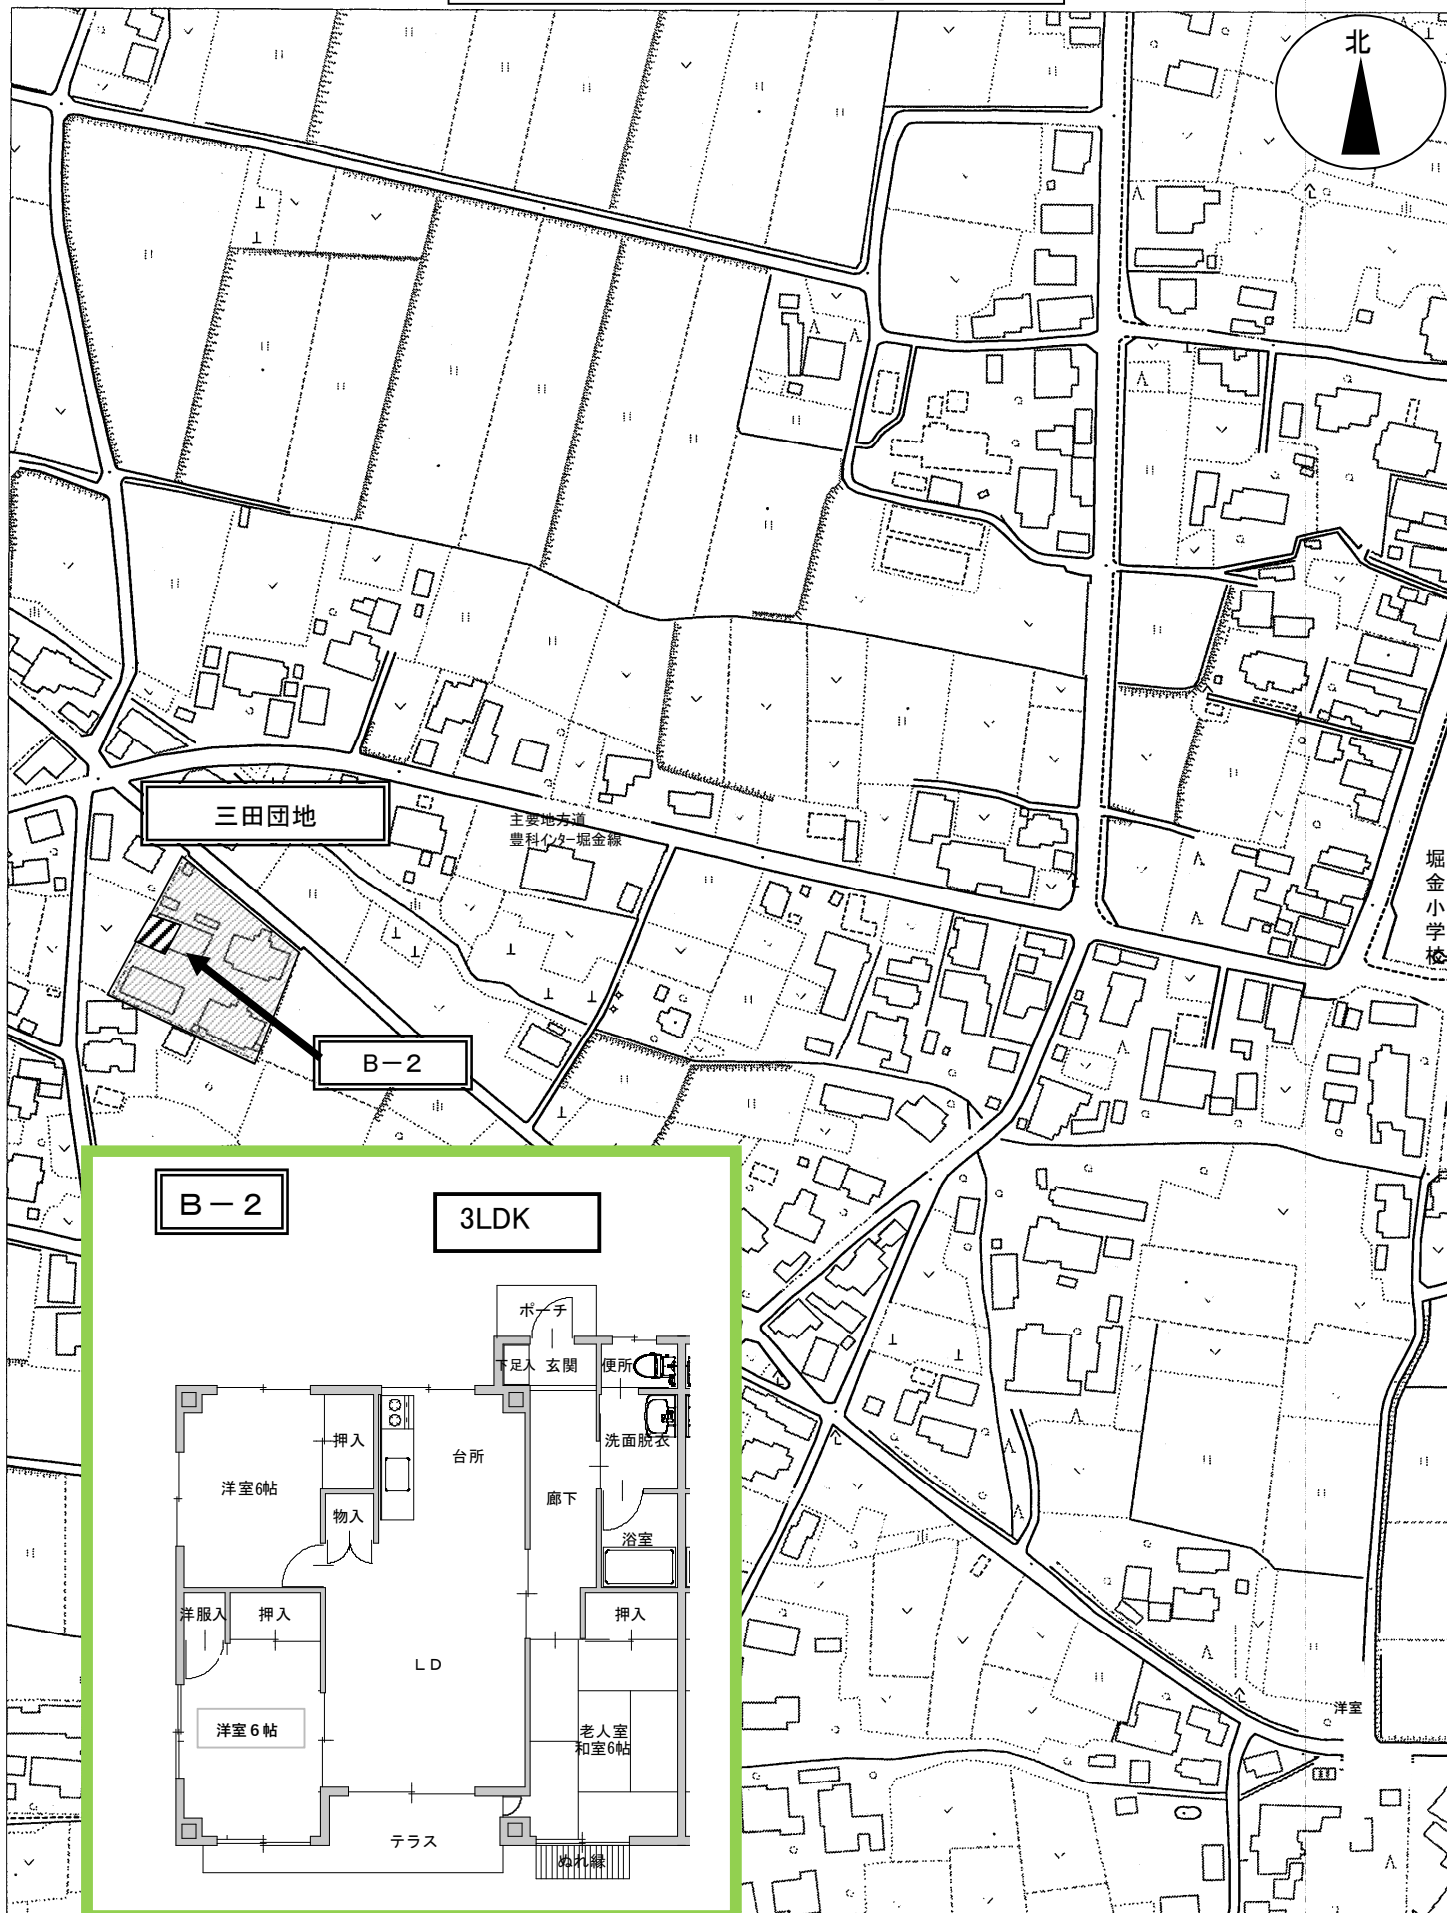 北
三田団地
主要地方道
豊科インター堀金線
堀金小学校
B－2
B－2
3LDK
ポーチ
下足入
玄関
便所
押入
台所
洗面脱衣
洋室6帖
廊下
物入
浴室
洋服入
押入
押入
LD
洋室6帖
老人室
和室6帖
洋室
テラス
ぬれ縁